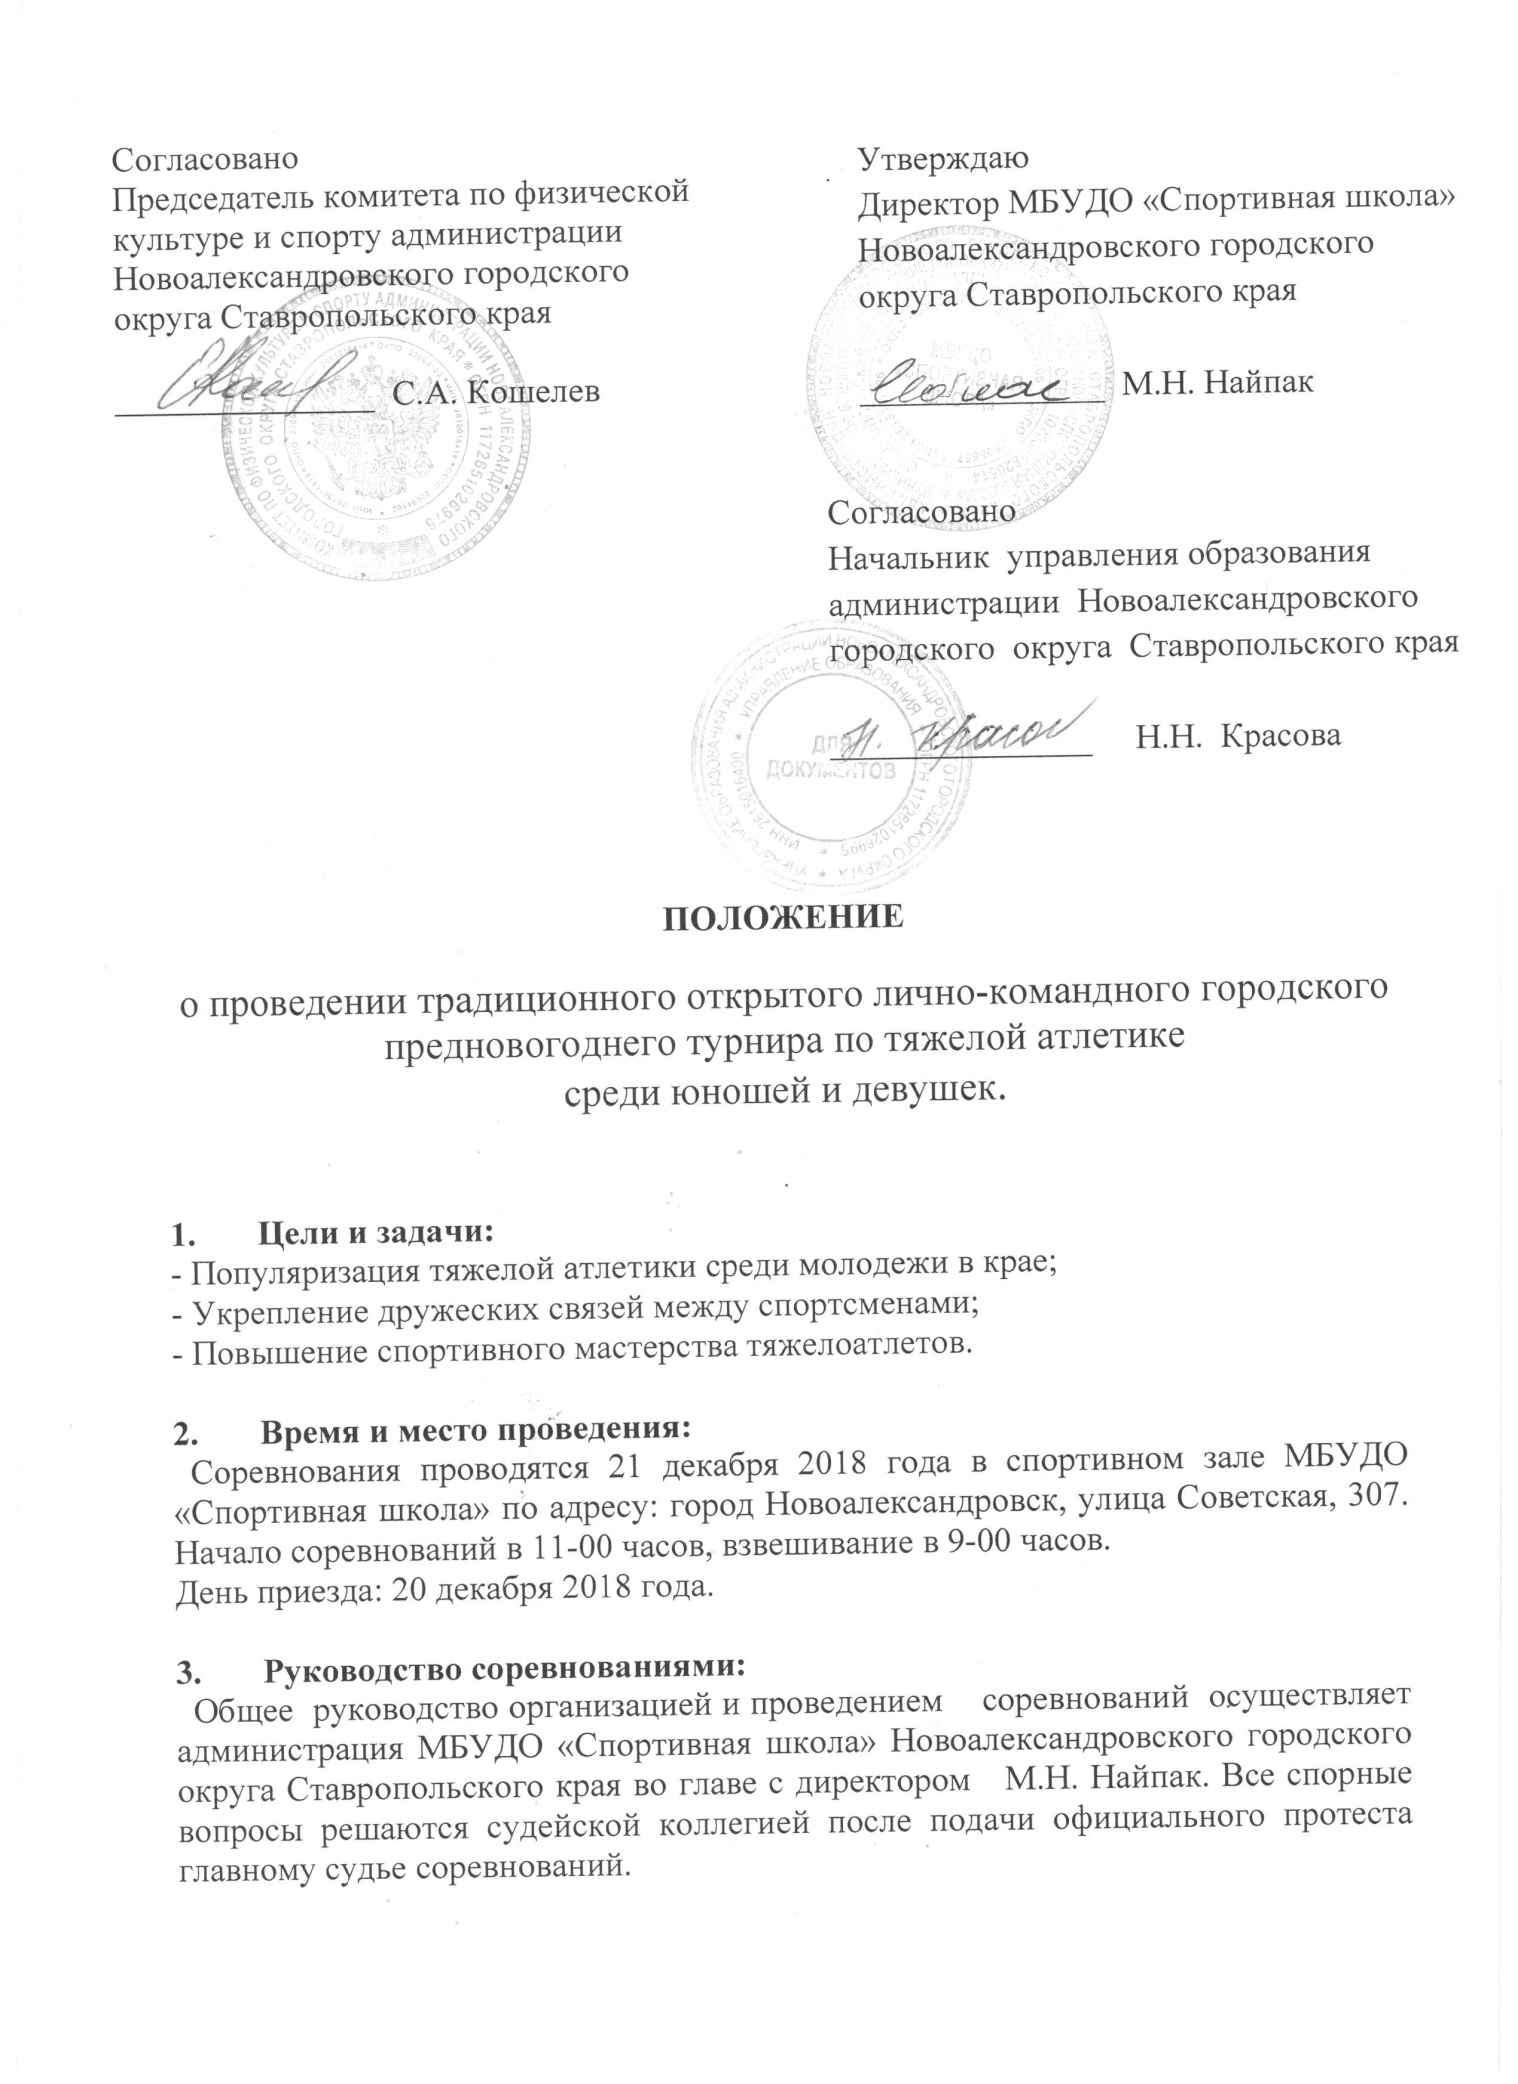 Согласовано
Председатель комитета по физической
культуре и спорту администрации
Новоалександровского городского
округа Ставропольского края
С.А. Кошелев
Утверждаю
Директор МБУДО «Спортивная школа»
Новоалександровского городского
округа Ставропольского края
М.Н. Найпак
Согласовано
Начальник управления образования
администрации Новоалександровского
городского округа Ставропольского края
Н.Н. Красова
ДЛЯ
ДОКУМЕНТОВ
ПОЛОЖЕНИЕ
о проведении традиционного открытого лично-командного городского
предновогоднего турнира по тяжелой атлетике
среди юношей и девушек.
1. Цели и задачи:
- Популяризация тяжелой атлетики среди молодежи в крае;
- Укрепление дружеских связей между спортсменами;
- Повышение спортивного мастерства тяжелоатлетов.
2. Время и место проведения:
Соревнования проводятся 21 декабря 2018 года в спортивном зале МБУДО
«Спортивная школа» по адресу: город Новоалександровск, улица Советская, 307.
Начало соревнований в 11-00 часов, взвешивание в 9-00 часов.
День приезда: 20 декабря 2018 года.
3. Руководство соревнованиями:
Общее руководство организацией и проведением соревнований осуществляет
администрация МБУДО «Спортивная школа» Новоалександровского городского
округа Ставропольского края во главе с директором М.Н. Найпак. Все спорные
вопросы решаются судейской коллегией после подачи официального протеста
главному судье соревнований.